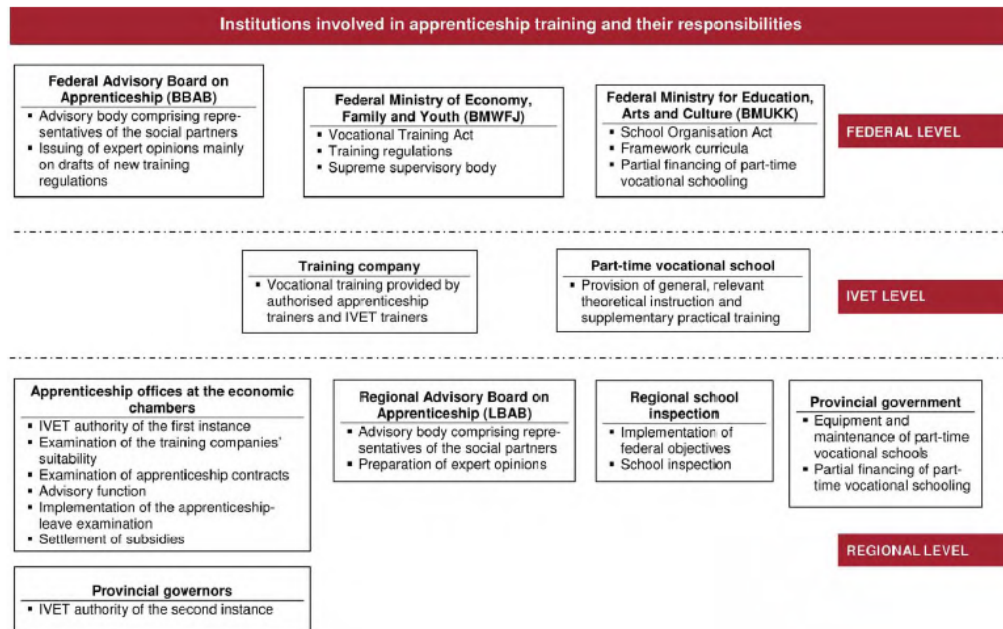 Institutions involved in apprenticeship training and their responsibilities
Federal Advisory Board on
Apprenticeship (BBAB)
▪ Advisory body comprising repre-
sentatives of the social partners
▪ Issuing of expert opinions mainly
on drafts of new training
regulations
Federal Ministry of Economy,
Family and Youth (BMWFJ)
▪ Vocational Training Act
▪ Training regulations
▪ Supreme supervisory body
Federal Ministry for Education,
Arts and Culture (BMUKK)
▪ School Organisation Act
▪ Framework curricula
▪ Partial financing of part-time
vocational schooling
FEDERAL LEVEL
Training company
▪ Vocational training provided by
authorised apprenticeship
trainers and IVET trainers
Part-time vocational school
▪ Provision of general, relevant
theoretical instruction and
supplementary practical training
IVET LEVEL
Apprenticeship offices at the economic
chambers
▪ IVET authority of the first instance
▪ Examination of the training companies'
suitability
▪ Examination of apprenticeship contracts
▪ Advisory function
▪ Implementation of the apprenticeship-
leave examination
▪ Settlement of subsidies
Regional Advisory Board on
Apprenticeship (LBAB)
▪ Advisory body comprising repre-
sentatives of the social partners
▪ Preparation of expert opinions
Regional school
inspection
▪ Implementation of
federal objectives
▪ School inspection
Provincial government
▪ Equipment and
maintenance of part-time
vocational schools
▪ Partial financing of part-
time vocational schooling
REGIONAL LEVEL
Provincial governors
▪ IVET authority of the second instance